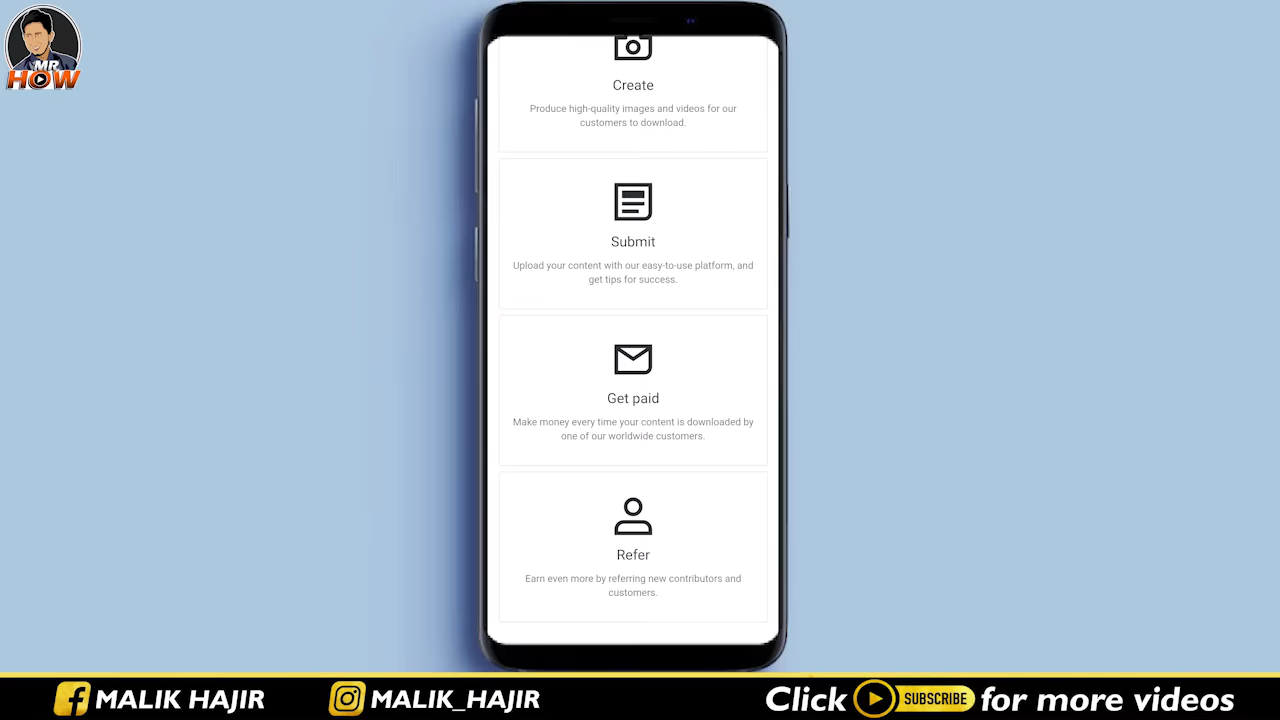 MR
HOW
Create
Produce high-quality images and videos for our
customers to download.
Submit
Upload your content with our easy-to-use platform, and
get tips for success.
Get paid
Make money every time your content is downloaded by
one of our worldwide customers.
Refer
Earn even more by referring new contributors and
customers.
MALIK HAJIR
MALIK_HAJIR
Click SUBSCRIBE for more videos